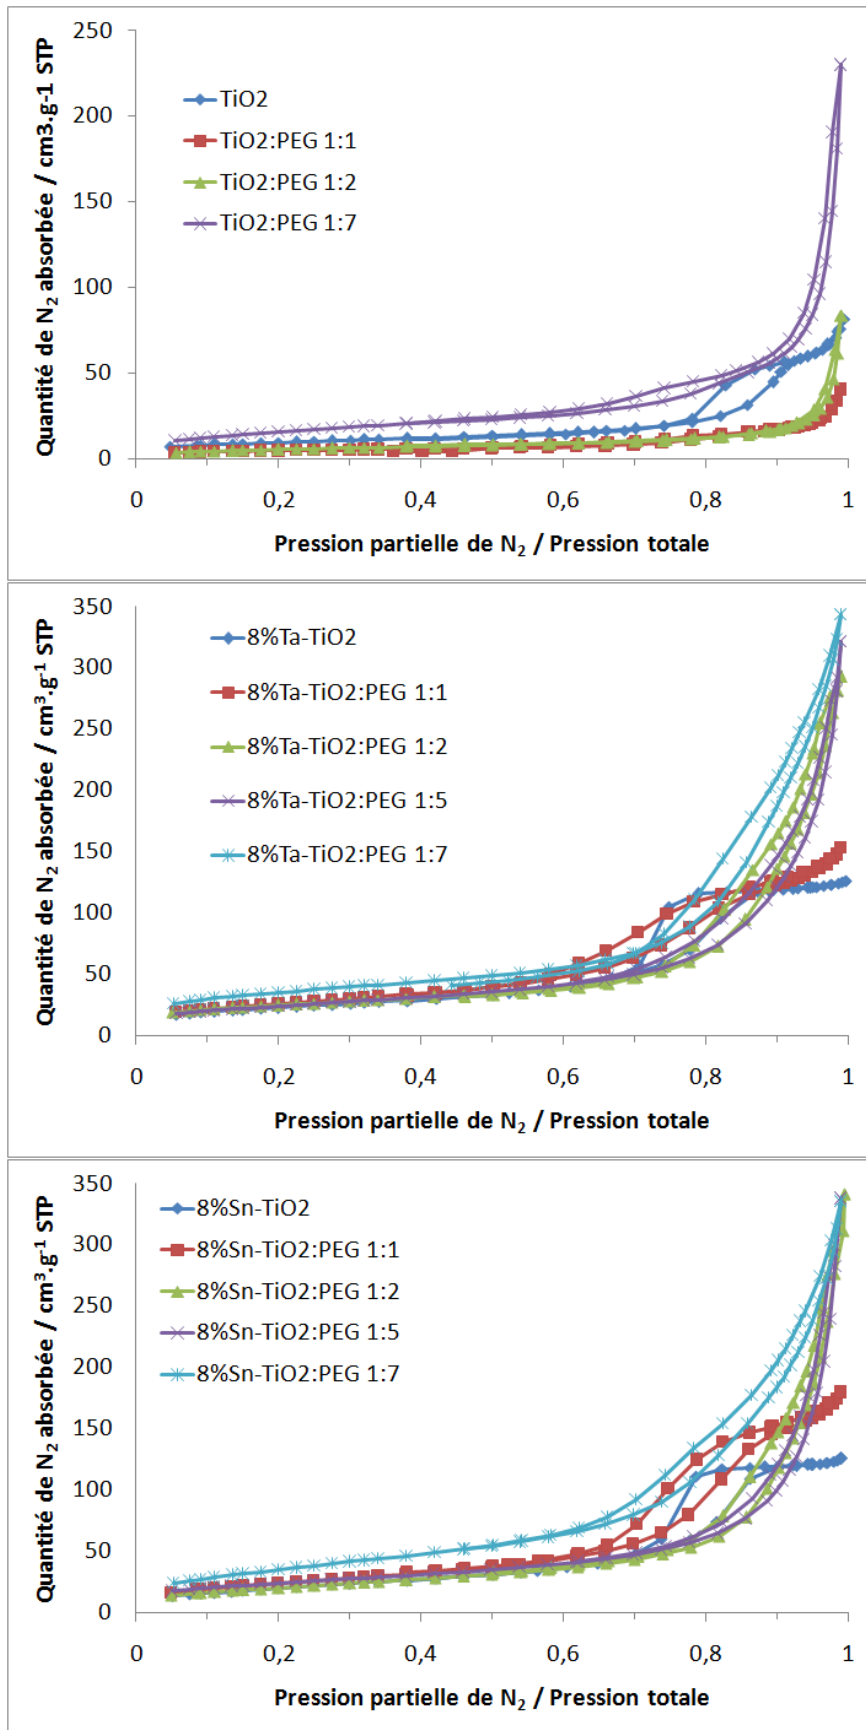 Quantité de N₂ absorbée / cm3.g-1 STP
250
200
150
100
50
0
TiO2
TiO2:PEG 1:1
TiO2:PEG 1:2
TiO2:PEG 1:7
0 0,2 0,4 0,6 0,8 1
Pression partielle de N₂ / Pression totale
Quantité de N₂ absorbée / cm³.g⁻¹ STP
350
300
250
200
150
100
50
0
8%Ta-TiO2
8%Ta-TiO2:PEG 1:1
8%Ta-TiO2:PEG 1:2
8%Ta-TiO2:PEG 1:5
8%Ta-TiO2:PEG 1:7
0 0,2 0,4 0,6 0,8 1
Pression partielle de N₂ / Pression totale
Quantité de N₂ absorbée / cm³.g⁻¹ STP
350
300
250
200
150
100
50
0
8%Sn-TiO2
8%Sn-TiO2:PEG 1:1
8%Sn-TiO2:PEG 1:2
8%Sn-TiO2:PEG 1:5
8%Sn-TiO2:PEG 1:7
0 0,2 0,4 0,6 0,8 1
Pression partielle de N₂ / Pression totale